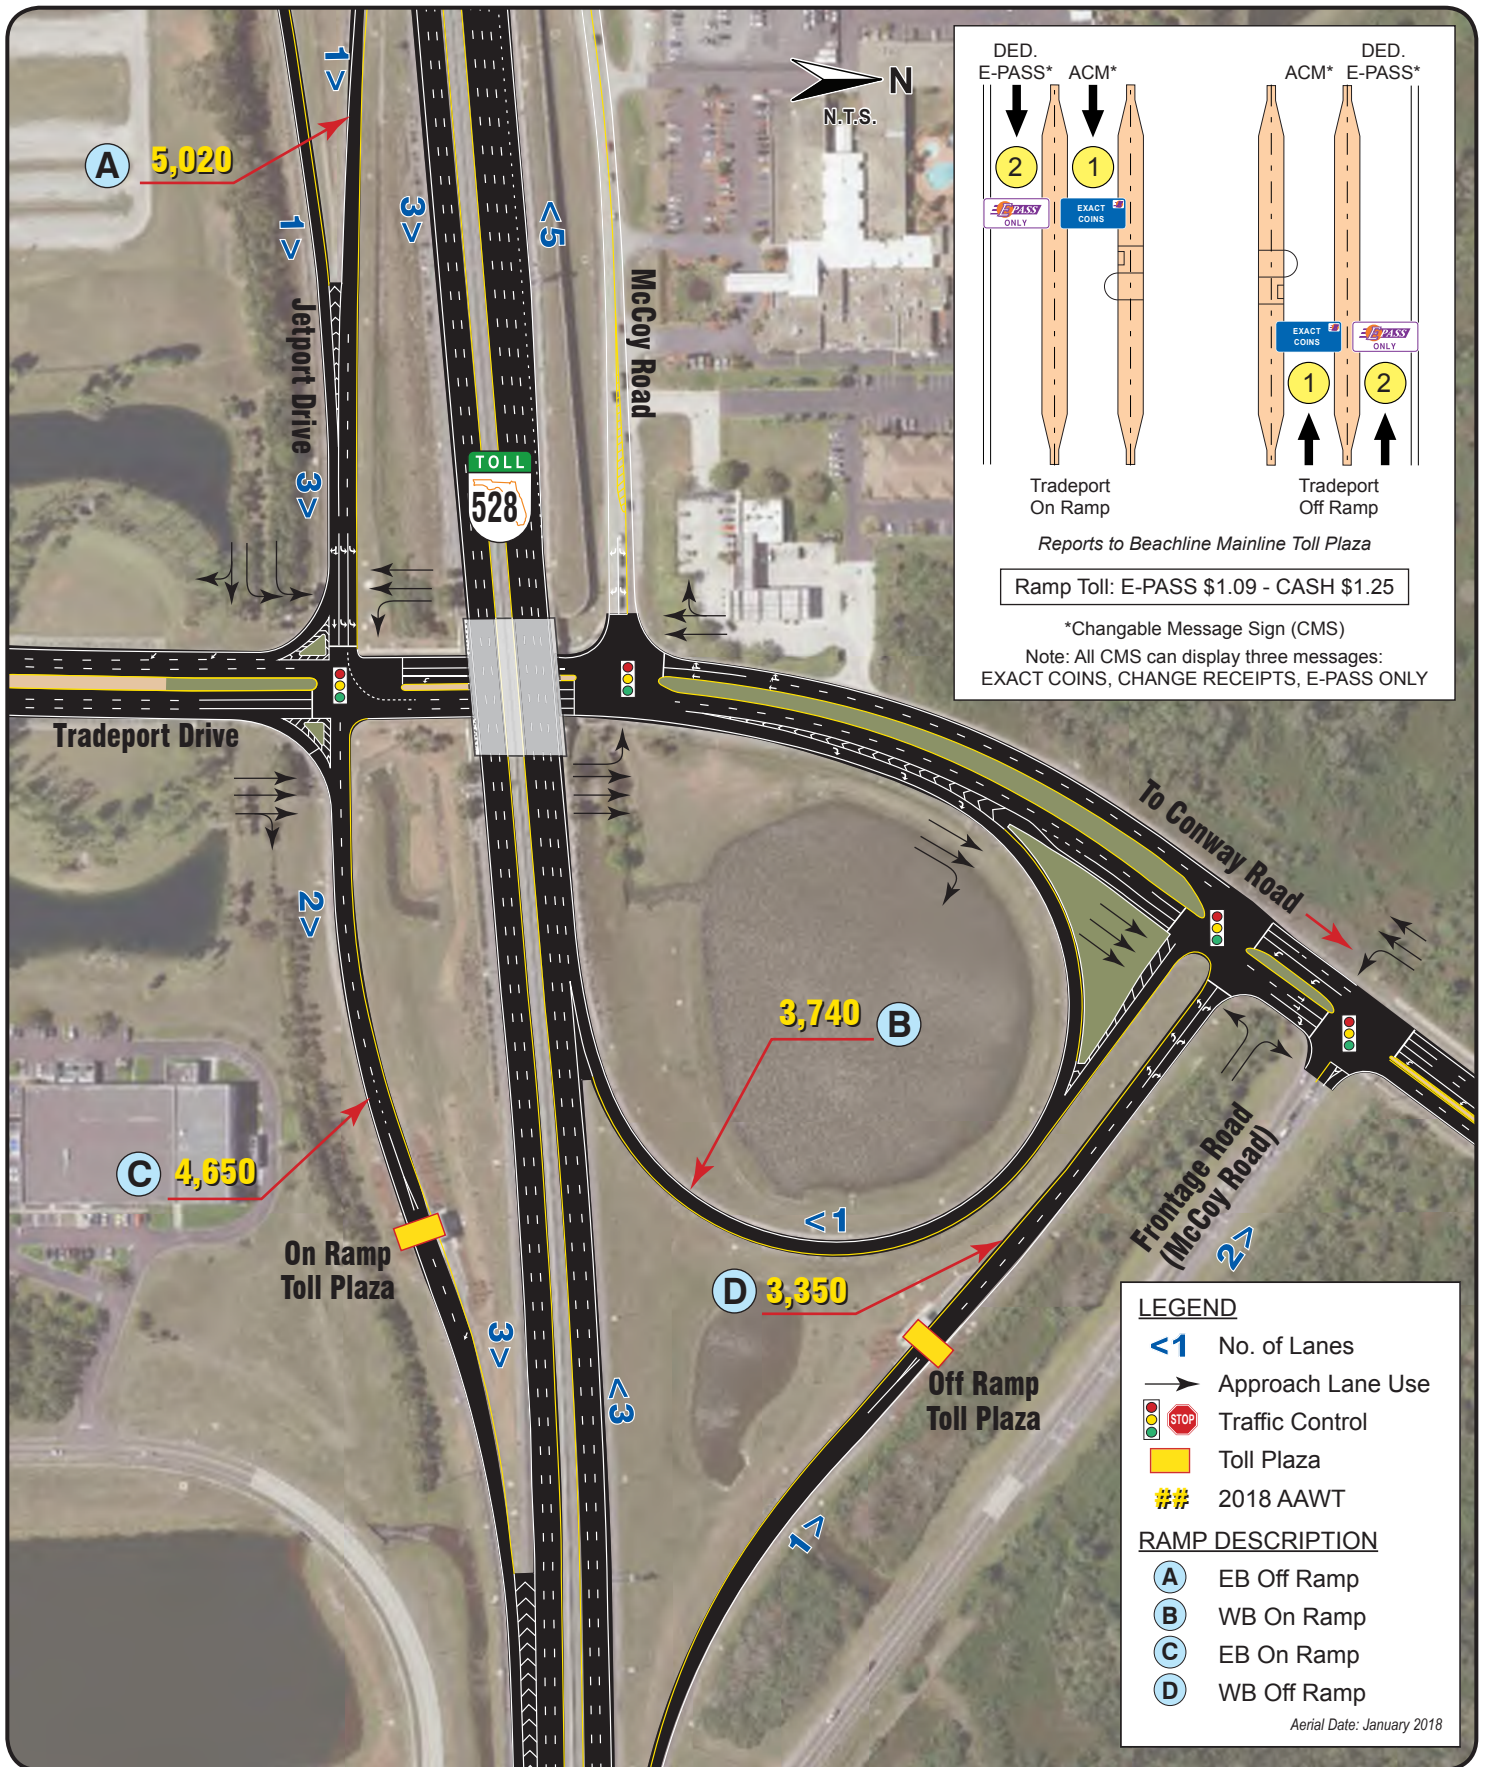 1 >
A 5,020
1 >
3 >
< 5
N
N.T.S.
Jetport Drive
McCoy Road
3 >
TOLL
528
Tradeport Drive
2 >
To Conway Road
3,740 B
C 4,650
On Ramp
Toll Plaza
<1
D 3,350
Frontage Road
(McCoy Road)
2 >
3 >
< 3
Off Ramp
Toll Plaza
1 >
DED.
E-PASS*
ACM*
2
1
E PASS
ONLY
EXACT
COINS
Tradeport
On Ramp
ACM*
DED.
E-PASS*
EXACT
COINS
E PASS
ONLY
1
2
Tradeport
Off Ramp
Reports to Beachline Mainline Toll Plaza
Ramp Toll: E-PASS $1.09 - CASH $1.25
*Changable Message Sign (CMS)
Note: All CMS can display three messages:
EXACT COINS, CHANGE RECEIPTS, E-PASS ONLY
LEGEND
<1 No. of Lanes
Approach Lane Use
STOP Traffic Control
Toll Plaza
## 2018 AAWT
RAMP DESCRIPTION
A EB Off Ramp
B WB On Ramp
C EB On Ramp
D WB Off Ramp
Aerial Date: January 2018